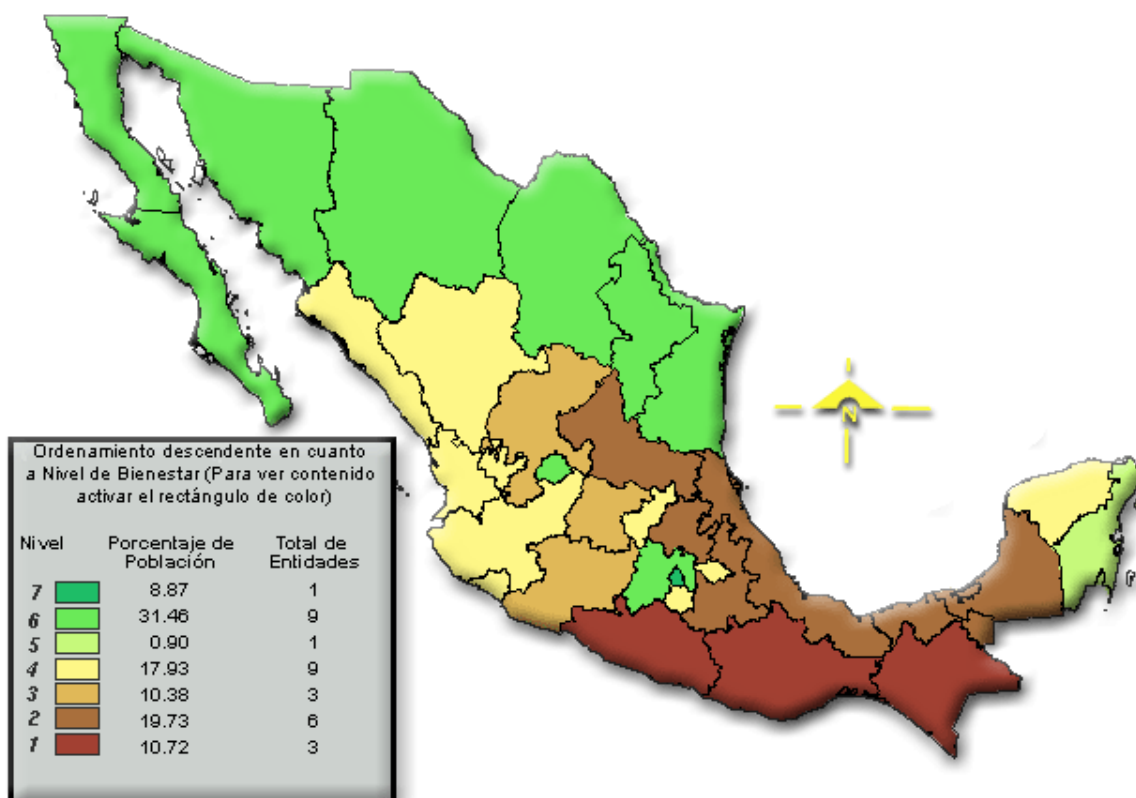 N
Ordenamiento descendente en cuanto
a Nivel de Bienestar (Para ver contenido
activar el rectángulo de color)
Nivel Porcentaje de Población Total de Entidades
7 8.87 1
6 31.46 9
5 0.90 1
4 17.93 9
3 10.38 3
2 19.73 6
1 10.72 3